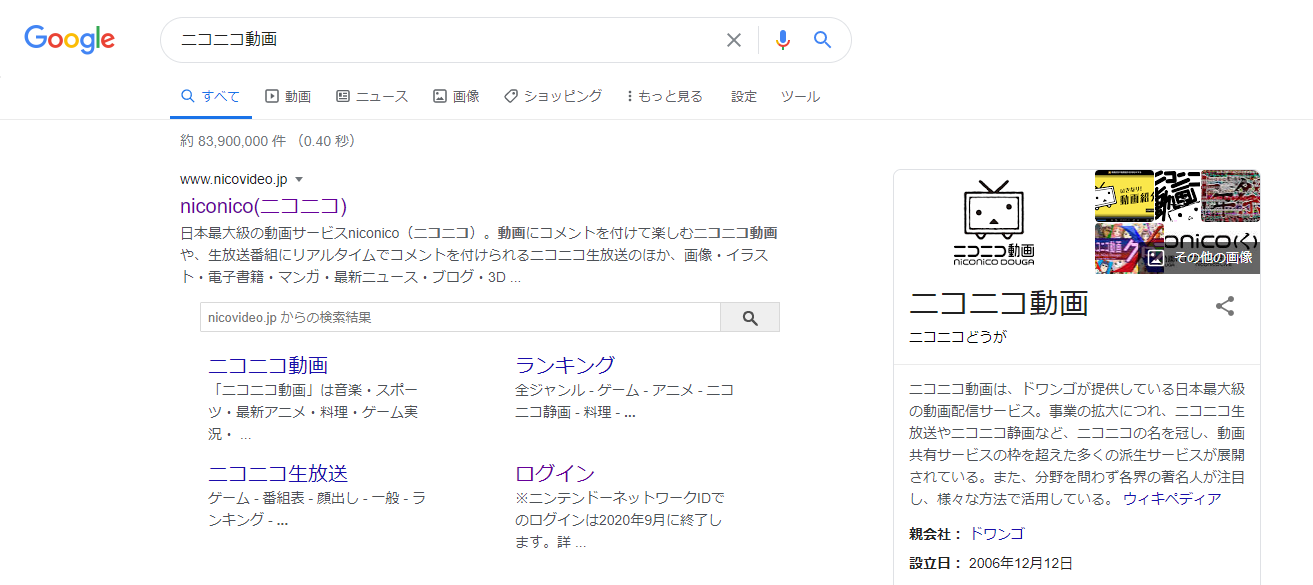 Google
ニコニコ動画
すべて
動画
ニュース
画像
ショッピング
もっと見る
設定
ツール
約 83,900,000 件 （0.40 秒）
www.nicovideo.jp
niconico(ニコニコ)
日本最大級の動画サービスniconico（ニコニコ）。動画にコメントを付けて楽しむニコニコ動画
や、生放送番組にリアルタイムでコメントを付けられるニコニコ生放送のほか、画像・イラス
ト・電子書籍・マンガ・最新ニュース・ブログ・3D ...
nicovideo.jp からの検索結果
ニコニコ動画
「ニコニコ動画」は音楽・スポー
ツ・最新アニメ・料理・ゲーム実
況・ ...
ランキング
全ジャンル - ゲーム - アニメ - ニコ
ニコ静画 - 料理 - ...
ニコニコ生放送
ゲーム - 番組表 - 顔出し - 一般 - ラ
ンキング - ...
ログイン
※ニンテンドーネットワークIDで
のログインは2020年9月に終了し
ます。詳 ...
ニコニコ動画
NICONICO DOUGA
いきなり!
動画紹
その他の画像
ニコニコ動画
ニコニコどうが
ニコニコ動画は、ドワンゴが提供している日本最大級
の動画配信サービス。事業の拡大につれ、ニコニコ生
放送やニコニコ静画など、ニコニコの名を冠し、動画
共有サービスの枠を超えた多くの派生サービスが展開
されている。また、分野を問わず各界の著名人が注目
し、様々な方法で活用している。 ウィキペディア
親会社： ドワンゴ
設立日： 2006年12月12日